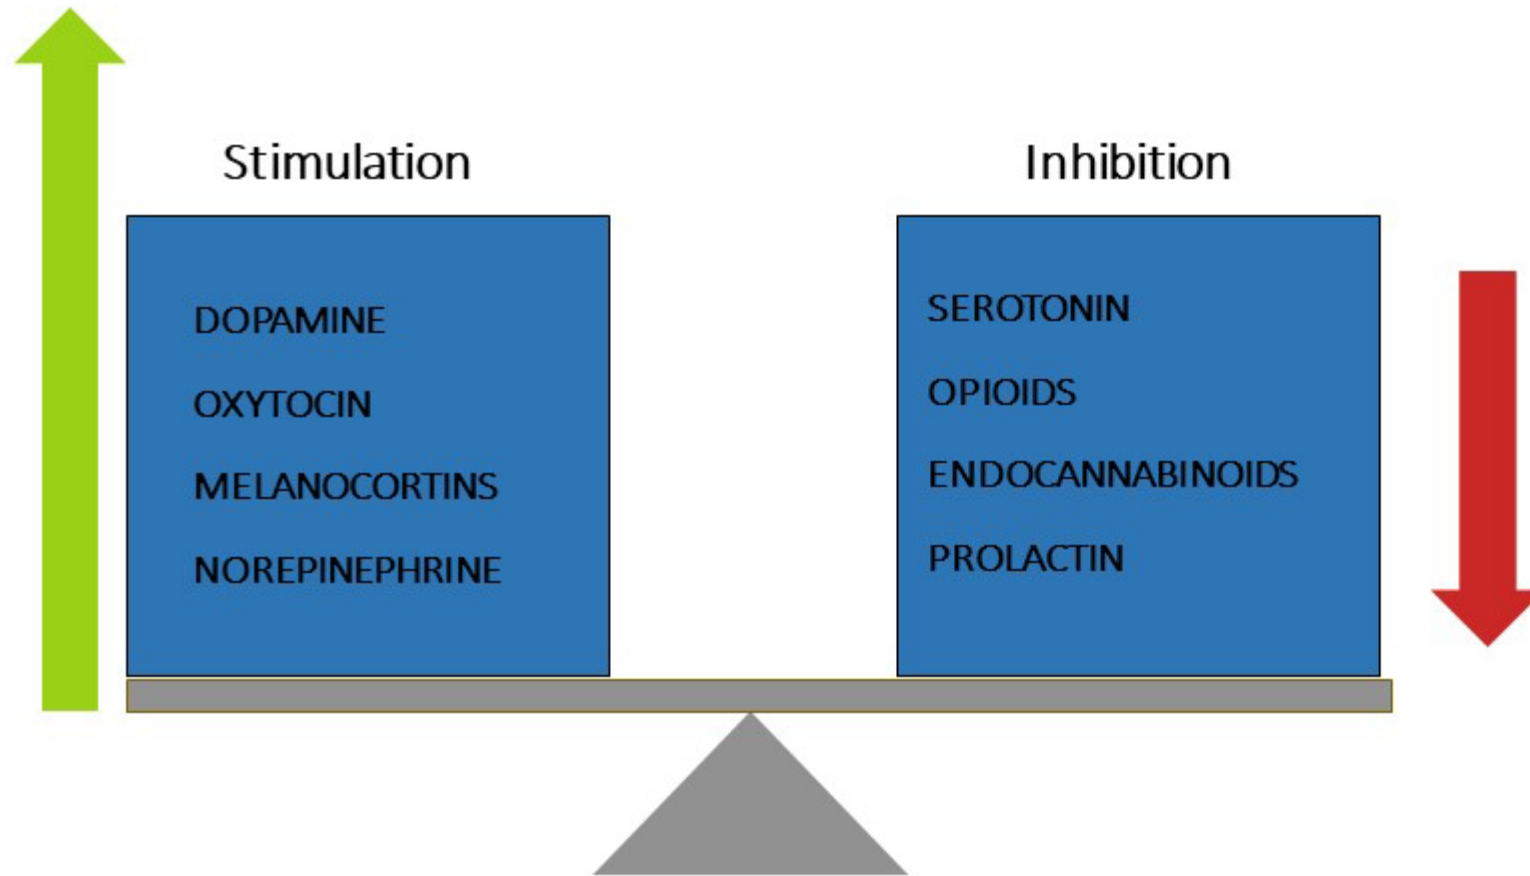 Stimulation
DOPAMINE
OXYTOCIN
MELANOCORTINS
NOREPINEPHRINE
Inhibition
SEROTONIN
OPIOIDS
ENDOCANNABINOIDS
PROLACTIN